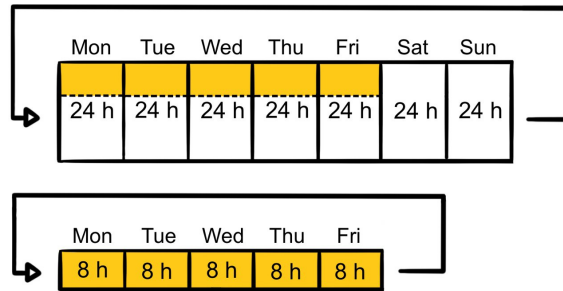 Mon Tue Wed Thu Fri Sat Sun
24 h 24 h 24 h 24 h 24 h 24 h 24 h
Mon Tue Wed Thu Fri
8 h 8 h 8 h 8 h 8 h